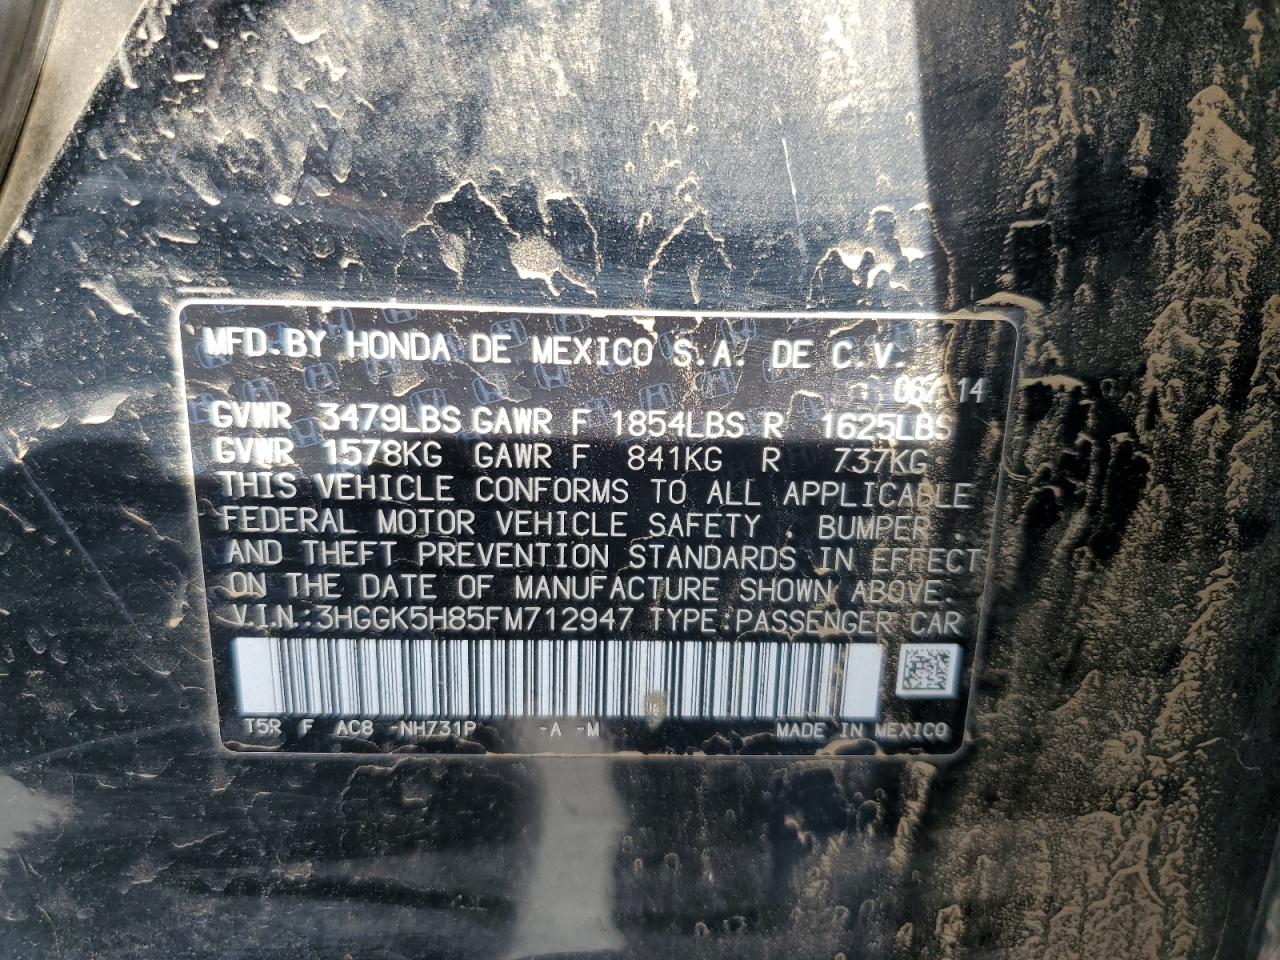 MFD.BY HONDA DE MEXICO S.A. DE C.V.
06/14
GVWR 3479LBS GAWR F 1854LBS R 1625LBS
GVWR 1578KG GAWR F 841KG R 737KG
THIS VEHICLE CONFORMS TO ALL APPLICABLE
FEDERAL MOTOR VEHICLE SAFETY , BUMPER ,
AND THEFT PREVENTION STANDARDS IN EFFECT
ON THE DATE OF MANUFACTURE SHOWN ABOVE.
V.I.N.:3HGGK5H85FM712947 TYPE:PASSENGER CAR
T5R F AC8 -NH731P -A -M MADE IN MEXICO